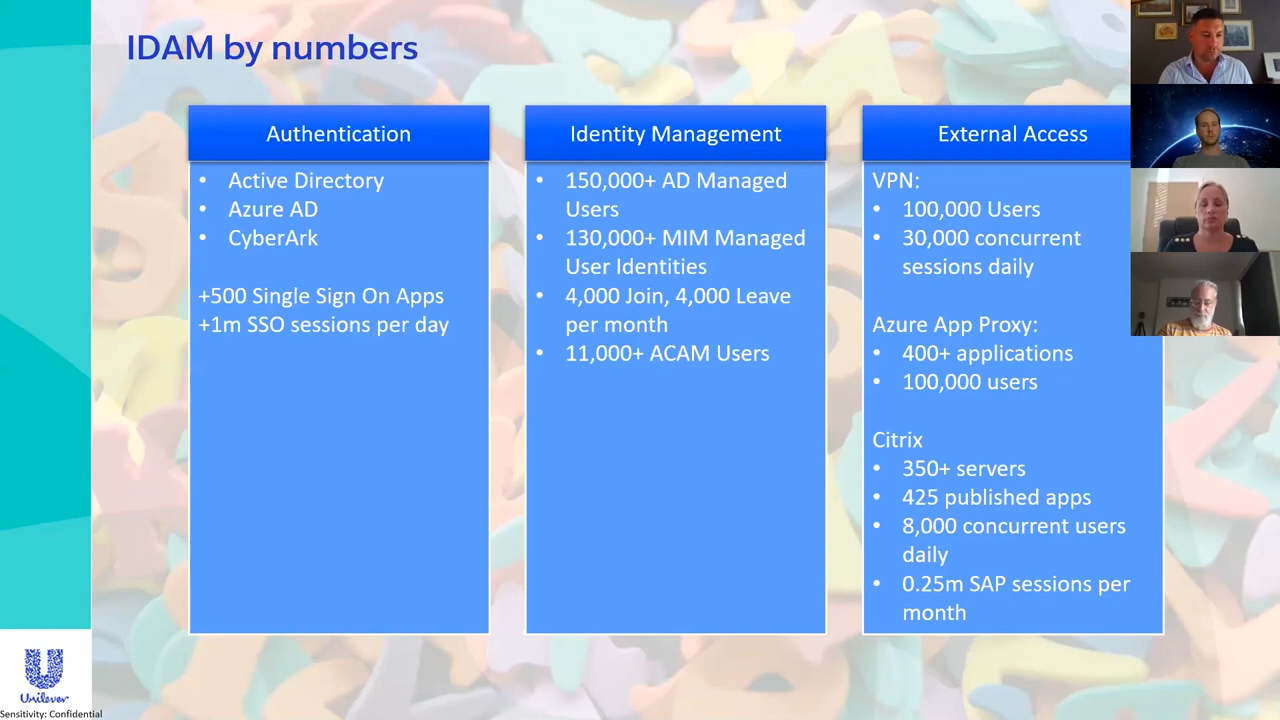 IDAM by numbers
Authentication
• Active Directory
• Azure AD
• CyberArk
+500 Single Sign On Apps
+1m SSO sessions per day
Identity Management
• 150,000+ AD Managed
Users
• 130,000+ MIM Managed
User Identities
• 4,000 Join, 4,000 Leave
per month
• 11,000+ ACAM Users
External Access
VPN:
• 100,000 Users
• 30,000 concurrent
sessions daily
Azure App Proxy:
• 400+ applications
• 100,000 users
Citrix
• 350+ servers
• 425 published apps
• 8,000 concurrent users
daily
• 0.25m SAP sessions per
month
Unilever
Sensitivity: Confidential